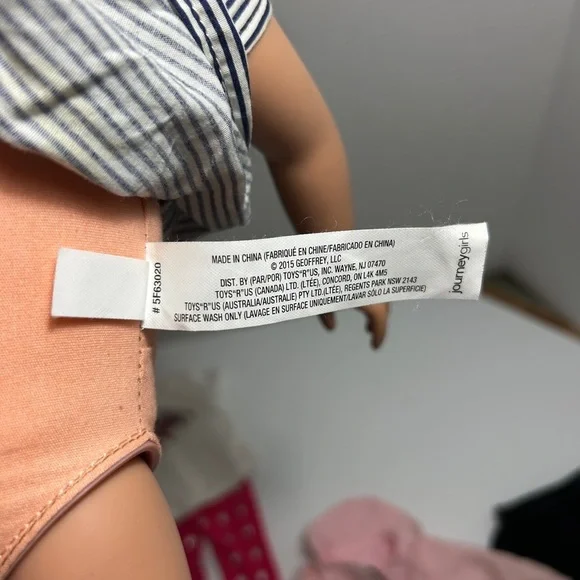 MADE IN CHINA (FABRIQUÉ EN CHINE/FABRICADO EN CHINA)
© 2015 GEOFFREY, LLC
DIST. BY (PAR/POR) TOYS"R"US, INC. WAYNE, NJ 07470
TOYS"R"US (CANADA) LTD. (LTÉE), CONCORD, ON L4K 4M5
TOYS"R"US (AUSTRALIA/AUSTRALIE) PTY LTD.(LTÉE), REGENTS PARK NSW 2143
SURFACE WASH ONLY (LAVAGE EN SURFACE UNIQUEMENT/LAVAR SÓLO LA SUPERFICIE)
# 5F63020
journeygirls